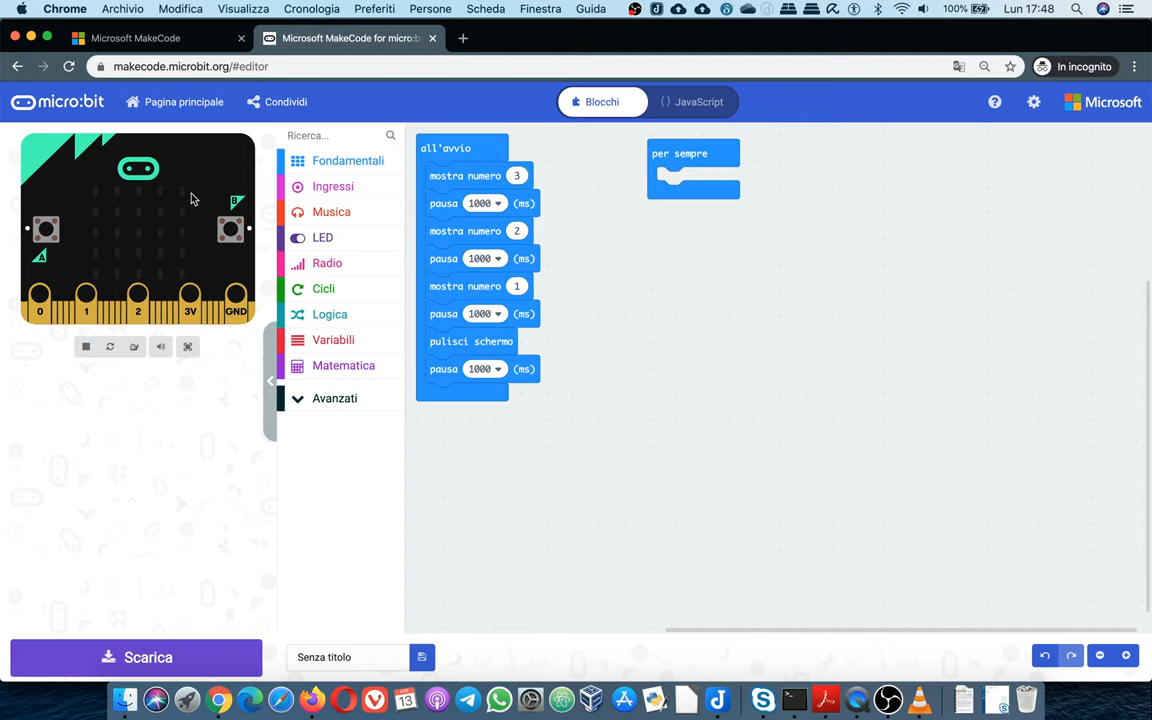 Chrome Archivio Modifica Visualizza Cronologia Preferiti Persone Scheda Finestra Guida 100% Lun 17:48
Microsoft MakeCode
Microsoft MakeCode for micro:b
makecode.microbit.org/#editor
In incognito
micro:bit
Pagina principale
Condividi
Blocchi
{ } JavaScript
Microsoft
B
A
0 1 2 3V GND
Ricerca...
Fondamentali
Ingressi
Musica
LED
Radio
Cicli
Logica
Variabili
Matematica
Avanzati
all'avvio
mostra numero 3
pausa 1000 (ms)
mostra numero 2
pausa 1000 (ms)
mostra numero 1
pausa 1000 (ms)
pulisci schermo
pausa 1000 (ms)
per sempre
Scarica
Senza titolo
13